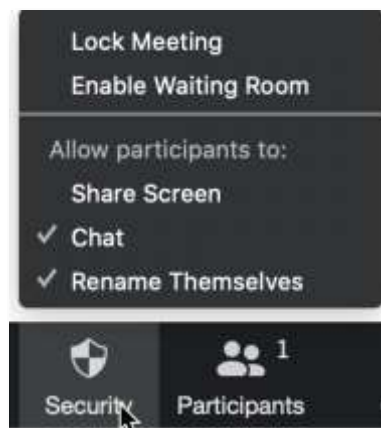 Lock Meeting
Enable Waiting Room
Allow participants to:
Share Screen
✓ Chat
✓ Rename Themselves
1
Security
Participants